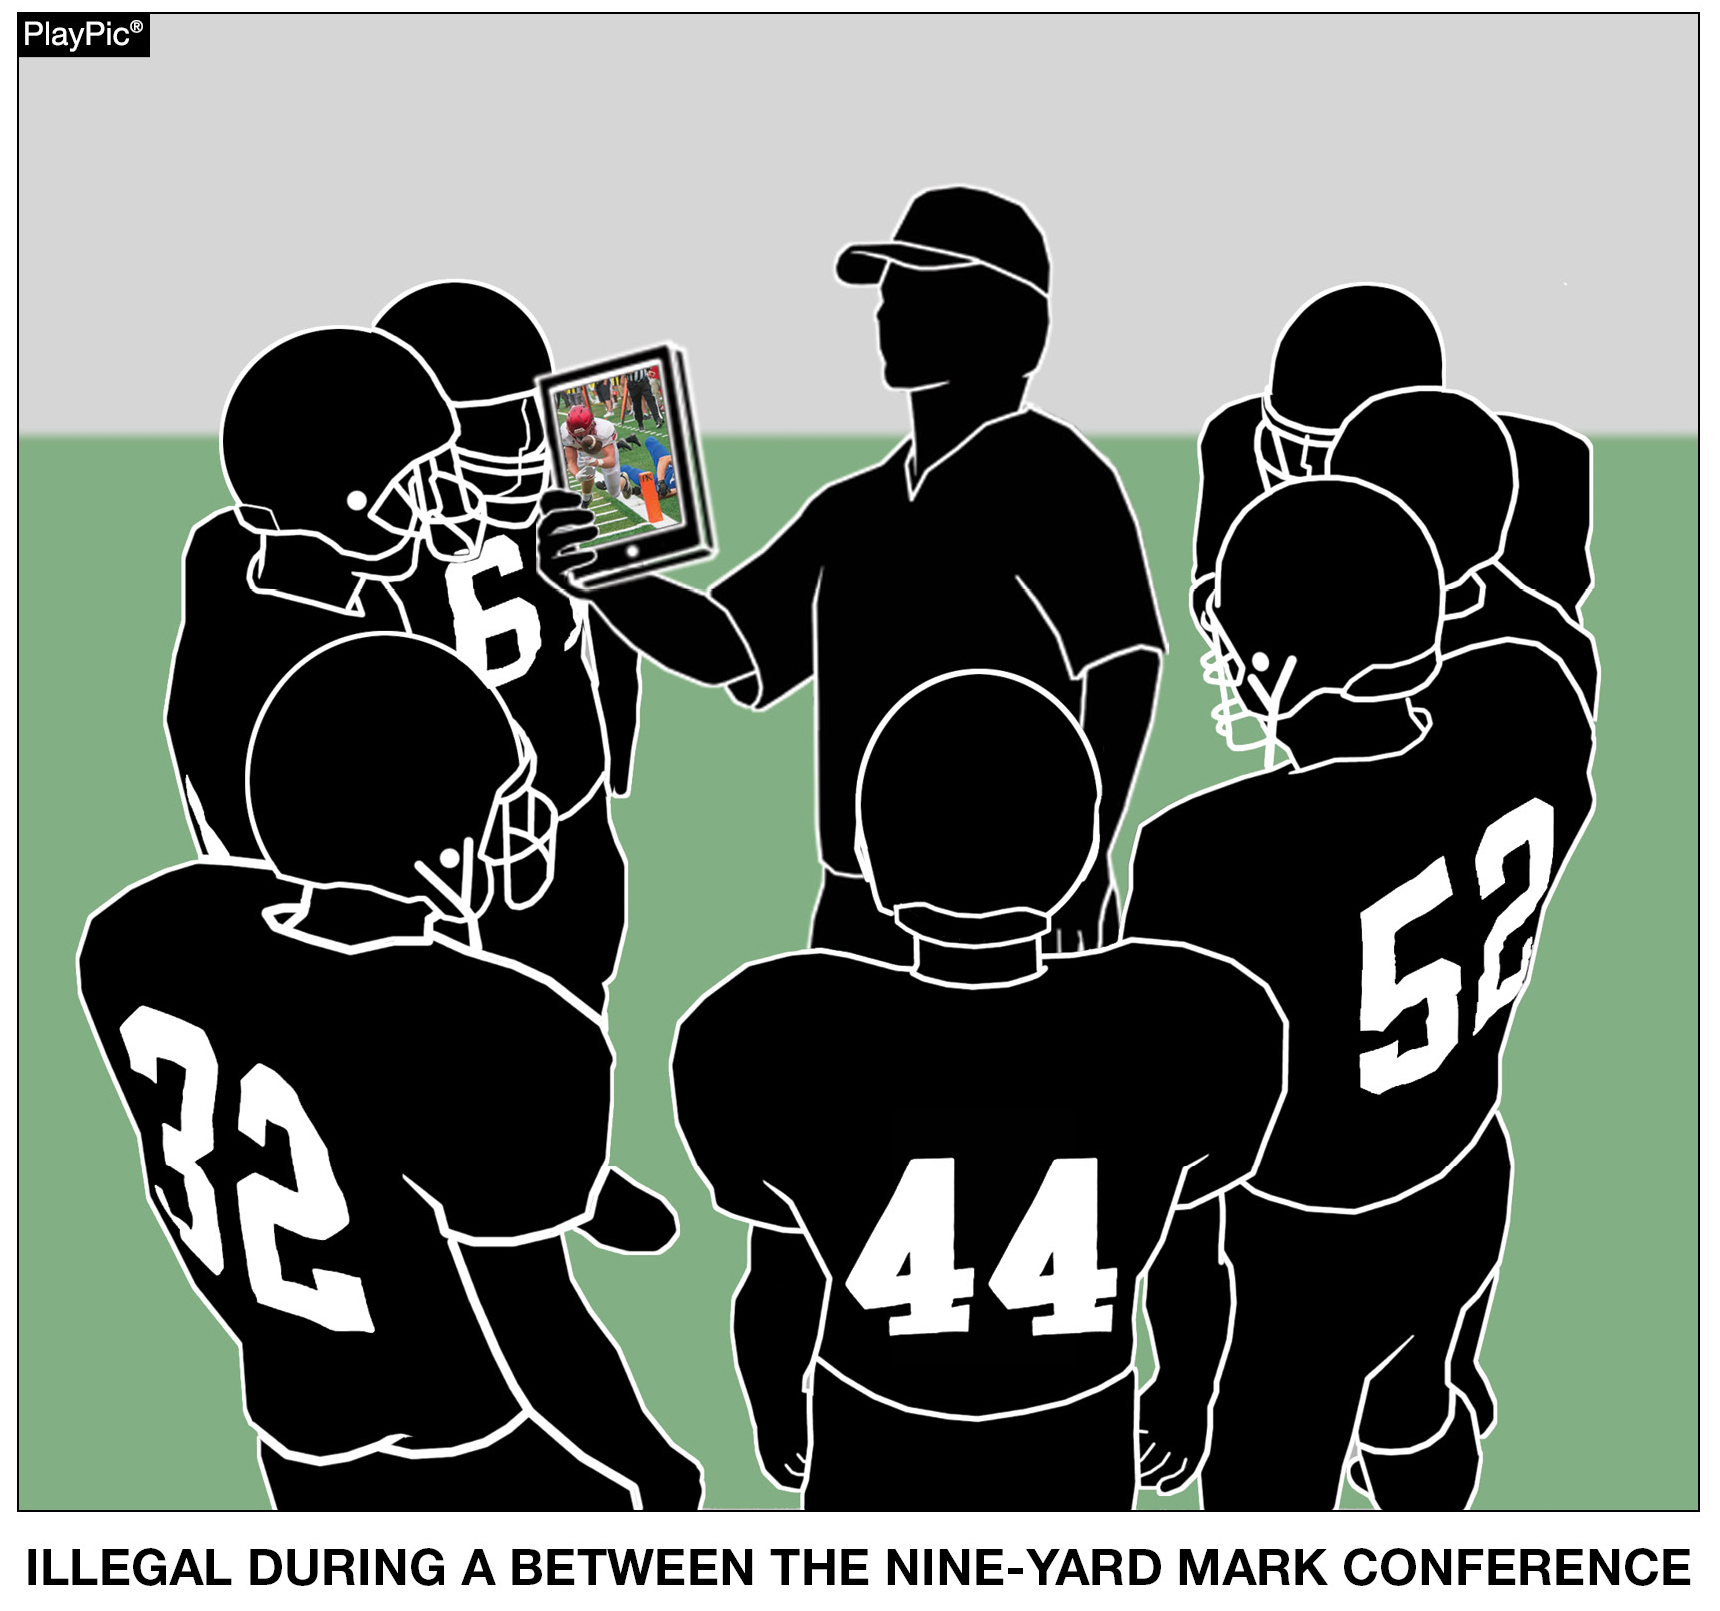 PlayPic®
6
32
44
52
ILLEGAL DURING A BETWEEN THE NINE-YARD MARK CONFERENCE